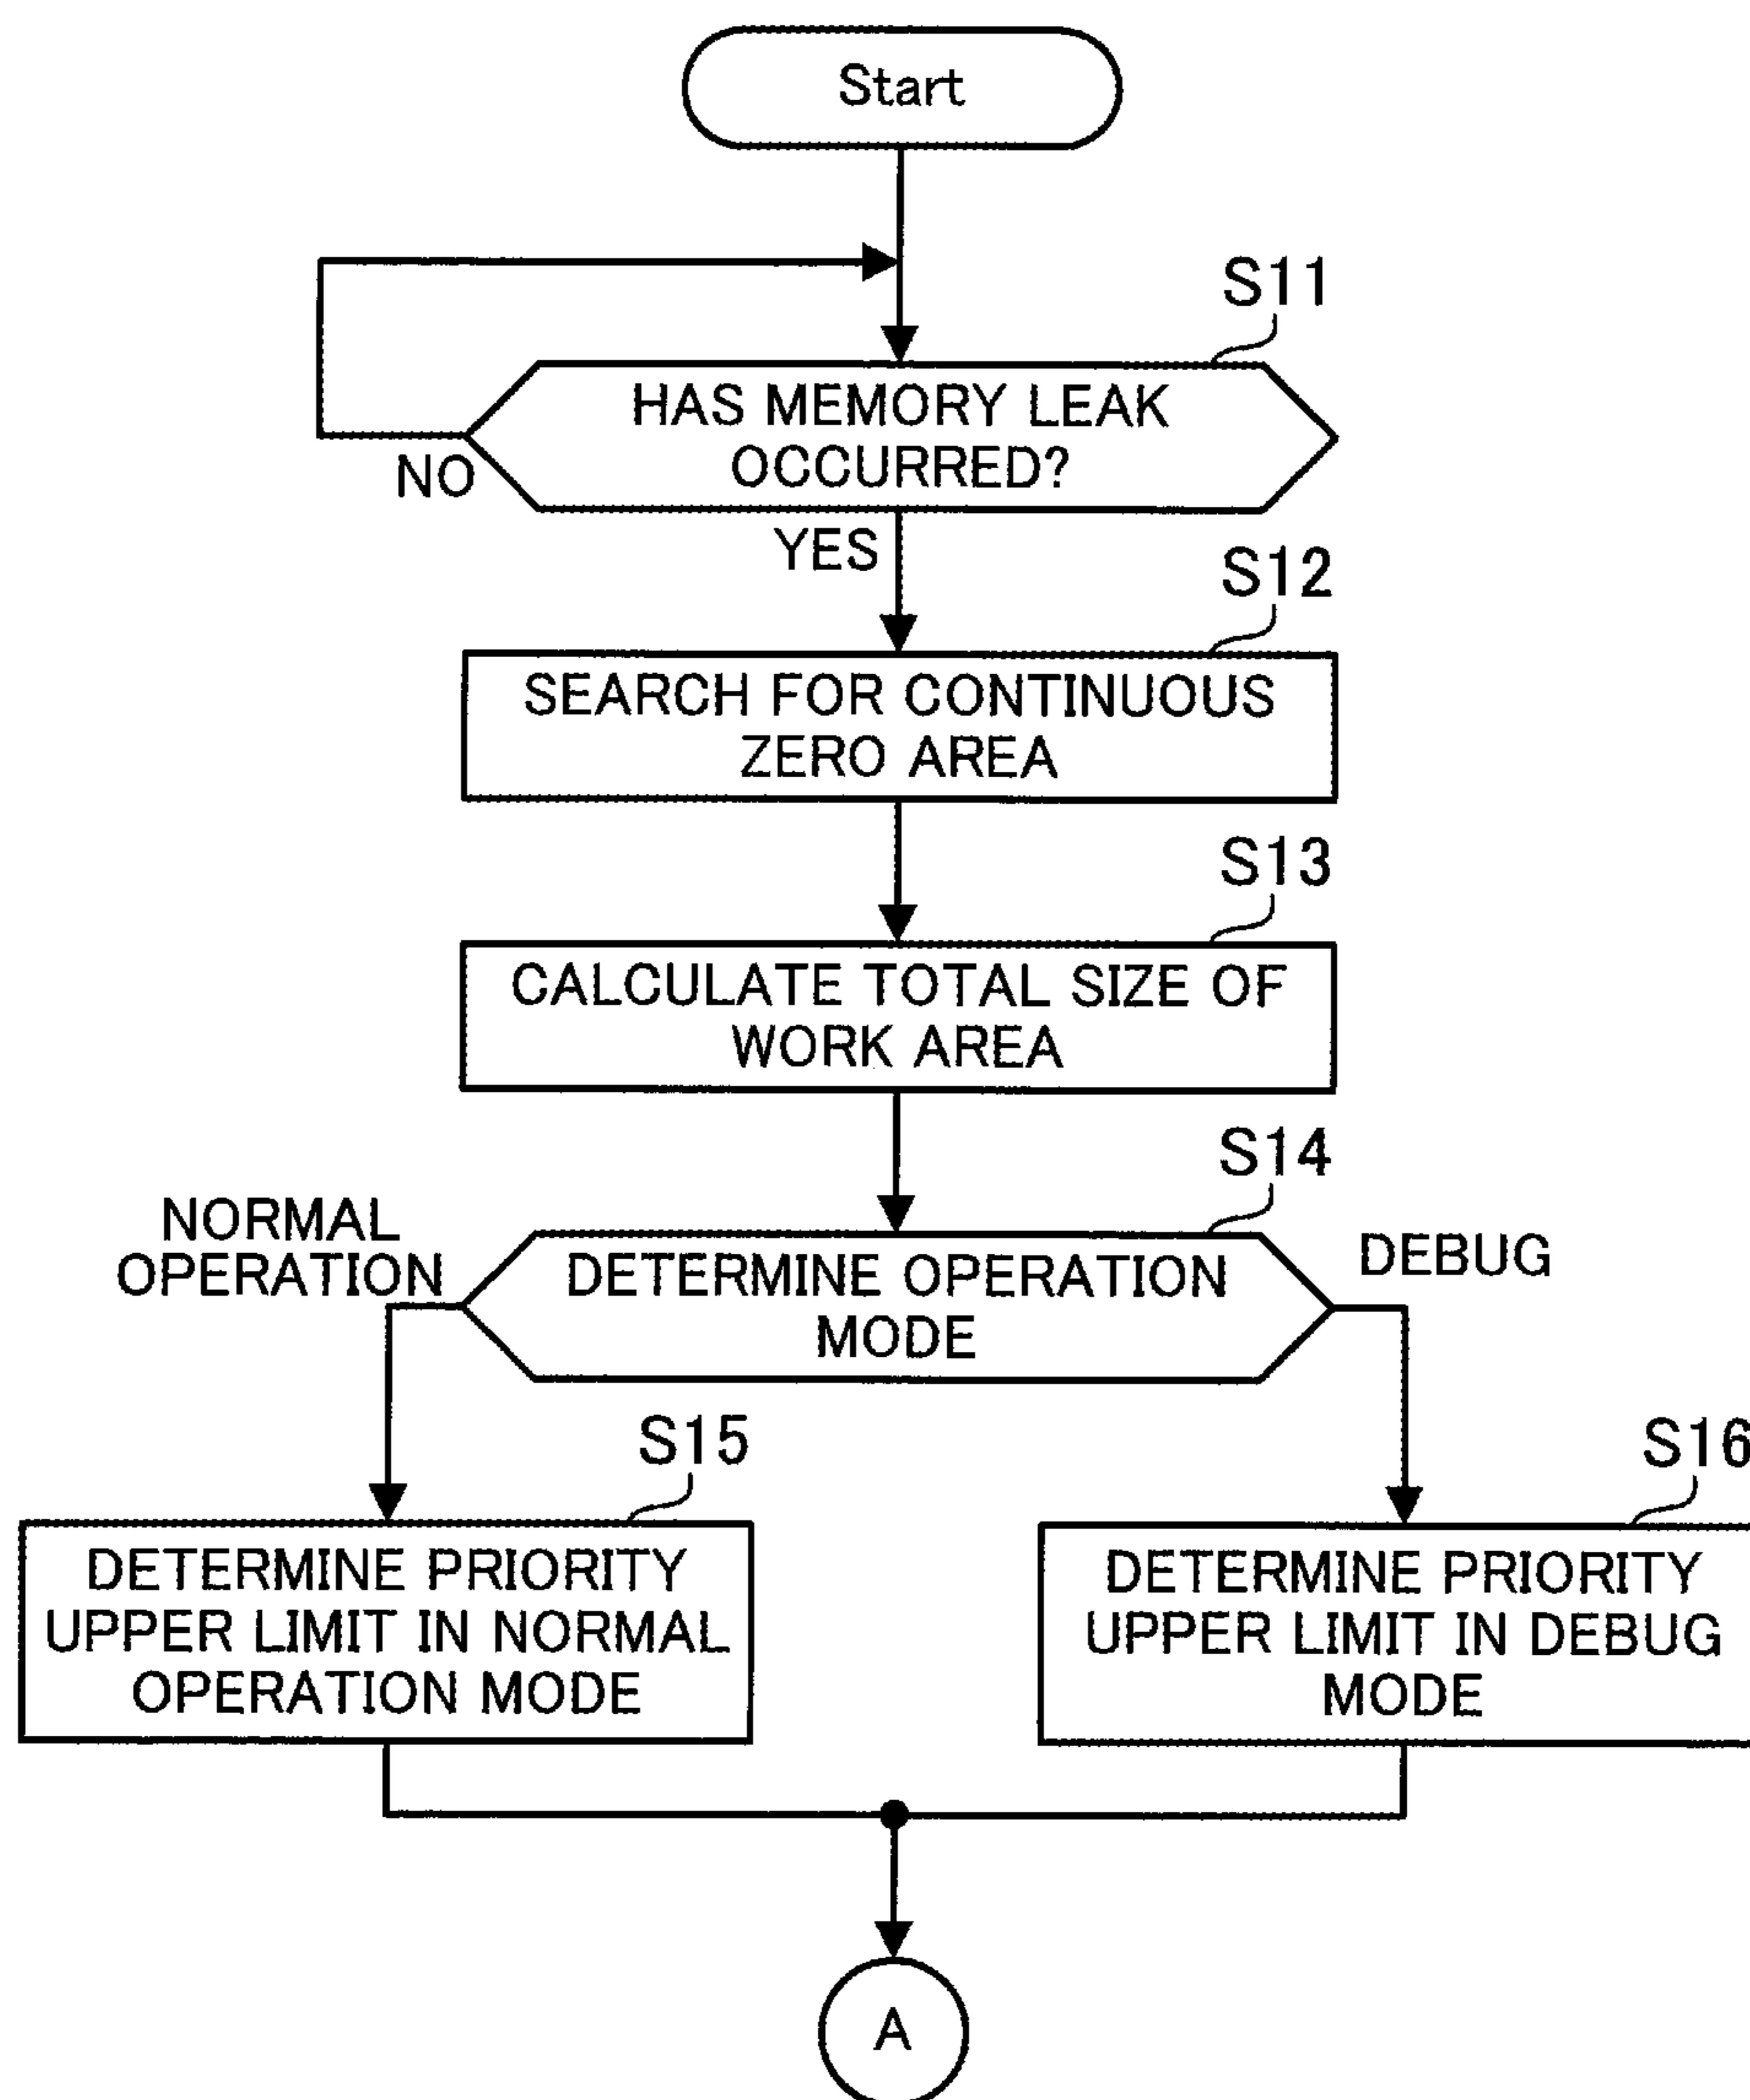 Start
S11
HAS MEMORY LEAK
OCCURRED?
NO
YES
S12
SEARCH FOR CONTINUOUS
ZERO AREA
S13
CALCULATE TOTAL SIZE OF
WORK AREA
S14
NORMAL
OPERATION
DETERMINE OPERATION
MODE
DEBUG
S15
DETERMINE PRIORITY
UPPER LIMIT IN NORMAL
OPERATION MODE
S16
DETERMINE PRIORITY
UPPER LIMIT IN DEBUG
MODE
A